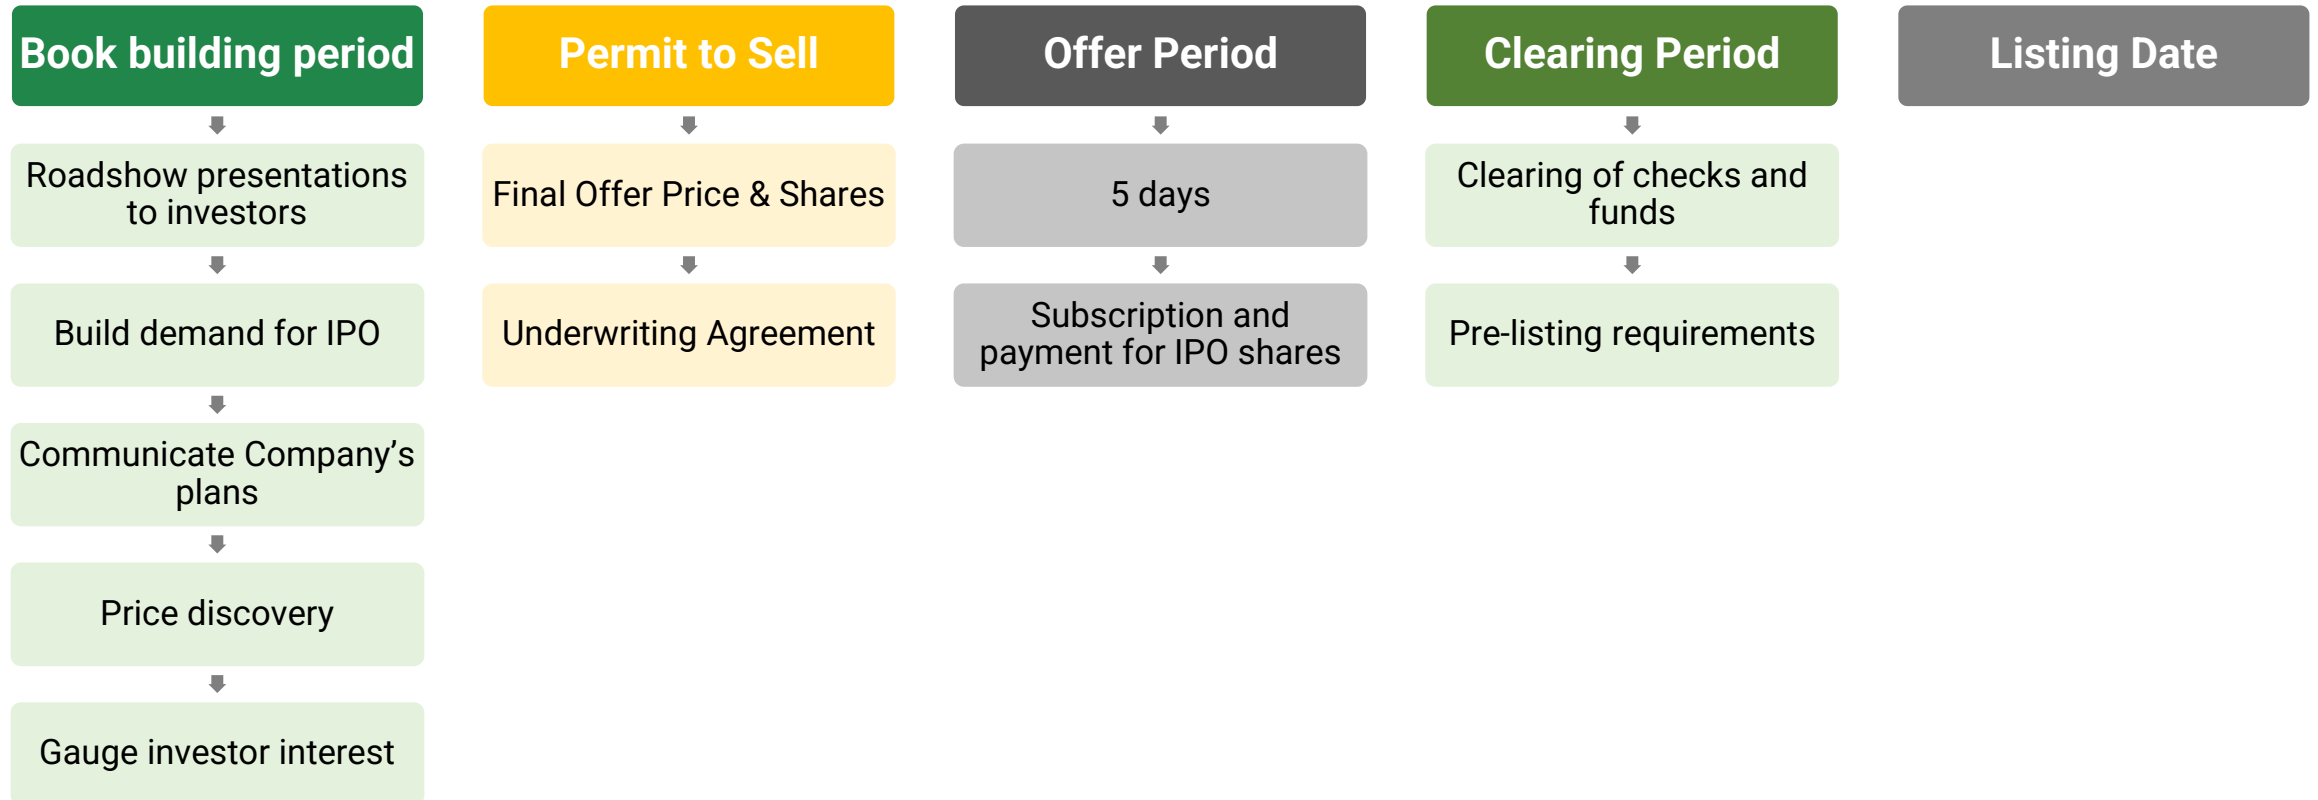 Book building period
Roadshow presentations
to investors
Build demand for IPO
Communicate Company’s
plans
Price discovery
Gauge investor interest
Permit to Sell
Final Offer Price & Shares
Underwriting Agreement
Offer Period
5 days
Subscription and
payment for IPO shares
Clearing Period
Clearing of checks and
funds
Pre-listing requirements
Listing Date